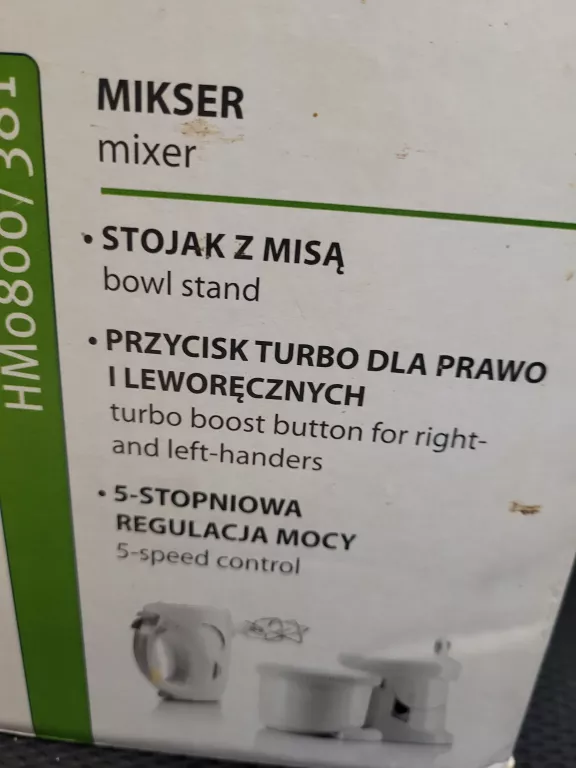 HM0800/381
MIKSER
mixer
• STOJAK Z MISĄ
bowl stand
• PRZYCISK TURBO DLA PRAWO
I LEWORĘCZNYCH
turbo boost button for right-
and left-handers
• 5-STOPNIOWA
REGULACJA MOCY
5-speed control